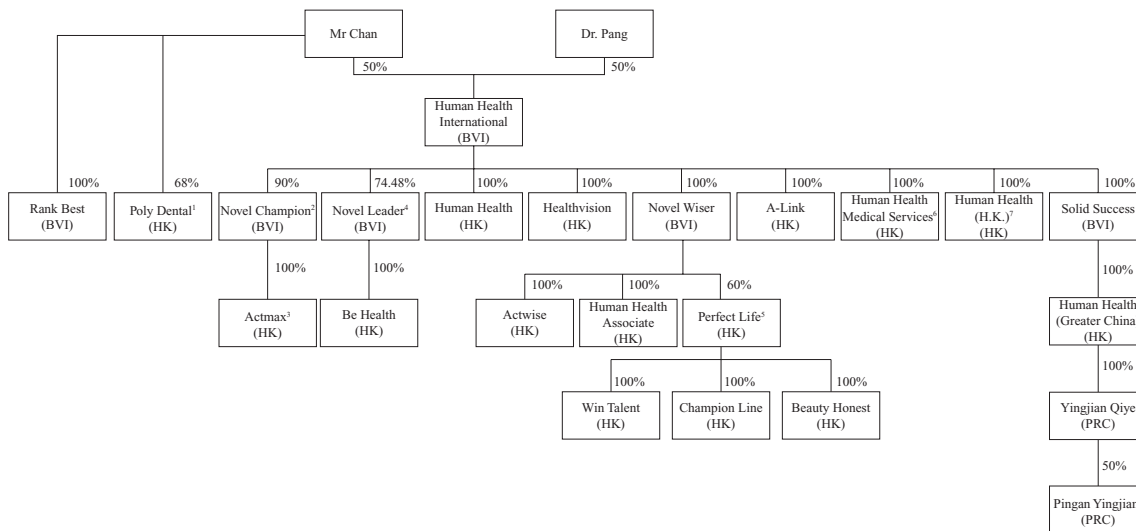 Mr Chan
Dr. Pang
50%
50%
Human Health
International
(BVI)
100%
68%
90%
74.48%
100%
100%
100%
100%
100%
100%
100%
Rank Best
(BVI)
Poly Dental¹
(HK)
Novel Champion²
(BVI)
Novel Leader⁴
(BVI)
Human Health
(HK)
Healthvision
(HK)
Novel Wiser
(BVI)
A-Link
(HK)
Human Health
Medical Services⁶
(HK)
Human Health
(H.K.)⁷
(HK)
Solid Success
(BVI)
100%
100%
100%
100%
60%
100%
Actmax³
(HK)
Be Health
(HK)
Actwise
(HK)
Human Health
Associate
(HK)
Perfect Life⁵
(HK)
Human Health
(Greater China)
(HK)
100%
100%
100%
100%
Win Talent
(HK)
Champion Line
(HK)
Beauty Honest
(HK)
Yingjian Qiye
(PRC)
50%
Pingan Yingjian
(PRC)